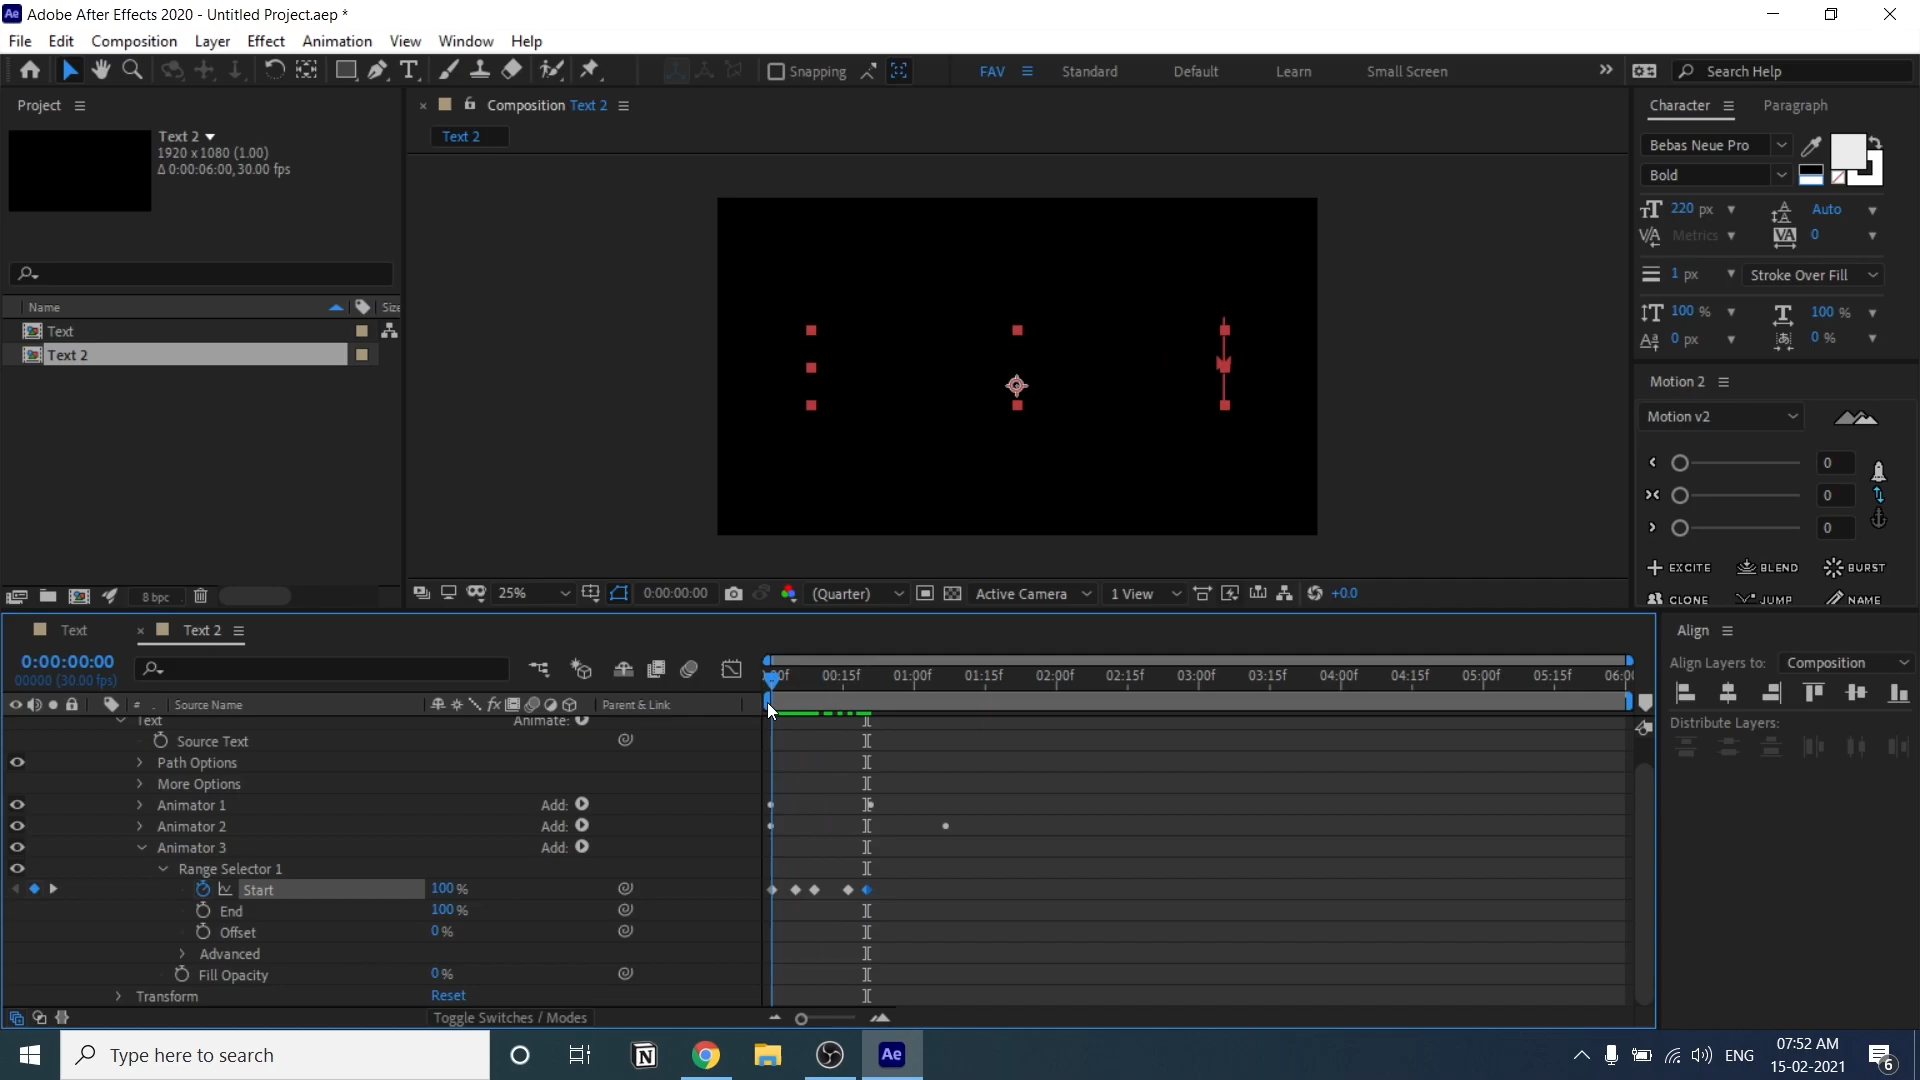 Ae Adobe After Effects 2020 - Untitled Project.aep *
File Edit Composition Layer Effect Animation View Window Help
Snapping FAV Standard Default Learn Small Screen Search Help
Project
Text 2
1920 x 1080 (1.00)
Δ 0:00:06:00, 30.00 fps
Name Size
Text
Text 2
8 bpc
Composition Text 2
Text 2
25% 0:00:00:00 (Quarter) Active Camera 1 View +0.0
Character Paragraph
Bebas Neue Pro
Bold
220 px Auto
Metrics 0
1 px Stroke Over Fill
100 % 100 %
0 px 0 %
Motion 2
Motion v2
0
0
0
EXCITE BLEND BURST
CLONE JUMP NAME
Text Text 2
0:00:00:00
00000 (30.00 fps)
00:15f 01:00f 01:15f 02:00f 02:15f 03:00f 03:15f 04:00f 04:15f 05:00f 05:15f
# Source Name Parent & Link
Text Animate:
Source Text
Path Options
More Options
Animator 1 Add:
Animator 2 Add:
Animator 3 Add:
Range Selector 1
Start 100 %
End 100 %
Offset 0 %
Advanced
Fill Opacity 0 %
Transform Reset
Toggle Switches / Modes
Align
Align Layers to: Composition
Distribute Layers:
Type here to search
Ae
ENG
07:52 AM
15-02-2021
6